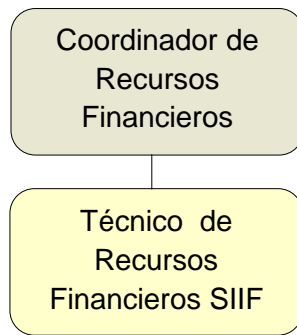 Coordinador de
Recursos
Financieros
Técnico de
Recursos
Financieros SIIF